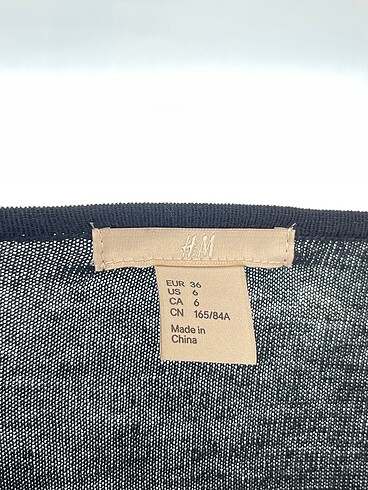 H&M
EUR 36
US 6
CA 6
CN 165/84A
Made in
China